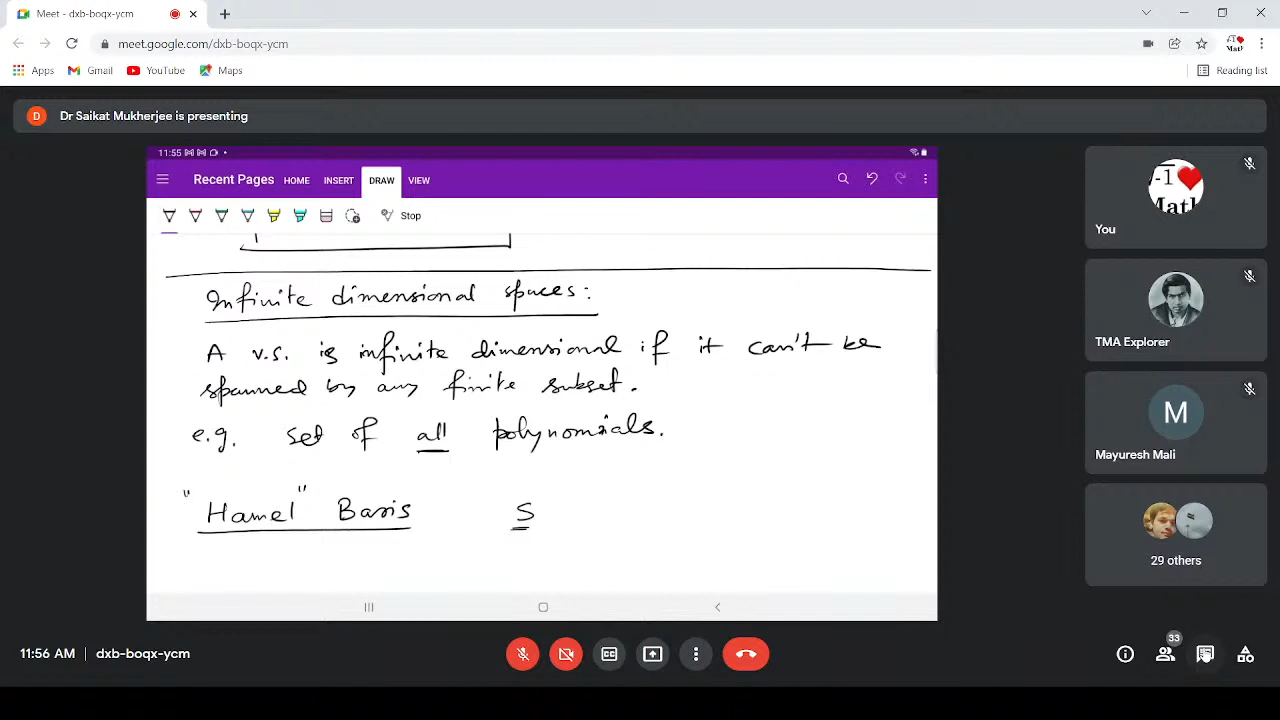 Meet - dxb-boqx-ycm
meet.google.com/dxb-boqx-ycm
Apps Gmail YouTube Maps
Reading list
D Dr Saikat Mukherjee is presenting
11:55
Recent Pages HOME INSERT DRAW VIEW
Stop
Infinite dimensional spaces:
A v.s. is infinite dimensional if it can't be
spanned by any finite subset.
e.g. set of all polynomials.
"Hamel" Basis S
√-1
Math
You
TMA Explorer
M
Mayuresh Mali
29 others
11:56 AM | dxb-boqx-ycm
33